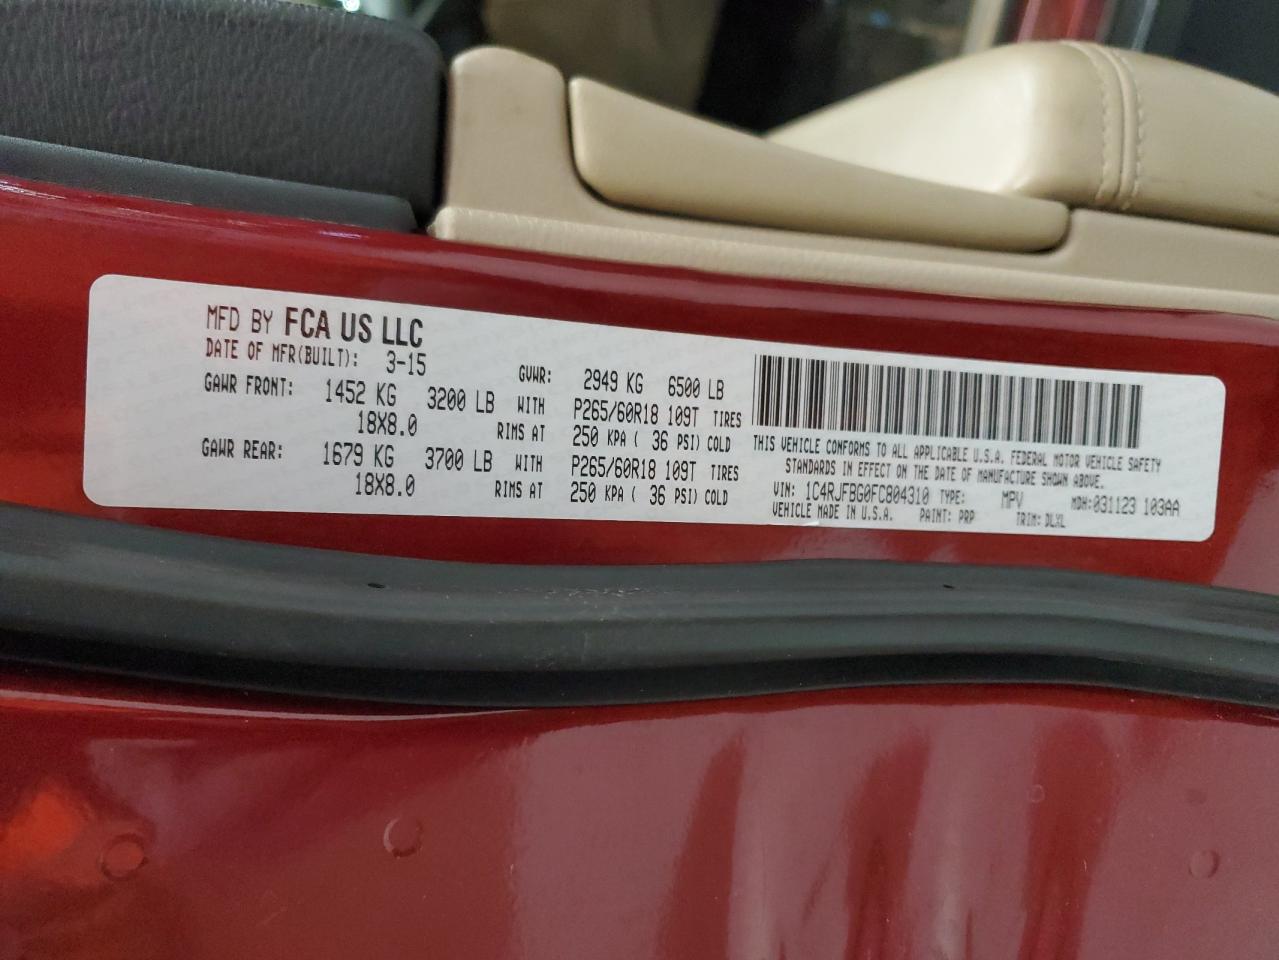 MFD BY FCA US LLC
DATE OF MFR(BUILT): 3-15 GVWR: 2949 KG 6500 LB
GAWR FRONT: 1452 KG 3200 LB WITH P265/60R18 109T TIRES
18X8.0 RIMS AT 250 KPA ( 36 PSI) COLD
GAWR REAR: 1679 KG 3700 LB WITH P265/60R18 109T TIRES
18X8.0 RIMS AT 250 KPA ( 36 PSI) COLD
THIS VEHICLE CONFORMS TO ALL APPLICABLE U.S.A. FEDERAL MOTOR VEHICLE SAFETY
STANDARDS IN EFFECT ON THE DATE OF MANUFACTURE SHOWN ABOVE.
VIN: 1C4RJFBG0FC804310 TYPE: MPV MDH:031123 103AA
VEHICLE MADE IN U.S.A. PAINT: PRP TRIM: DLXL